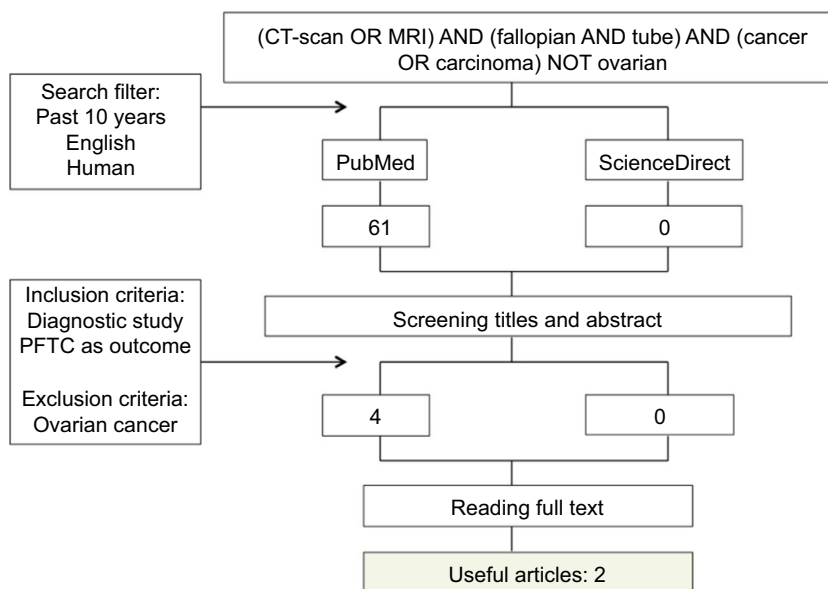 (CT-scan OR MRI) AND (fallopian AND tube) AND (cancer
OR carcinoma) NOT ovarian
Search filter:
Past 10 years
English
Human
PubMed
ScienceDirect
61
0
Inclusion criteria:
Diagnostic study
PFTC as outcome
Exclusion criteria:
Ovarian cancer
Screening titles and abstract
4
0
Reading full text
Useful articles: 2